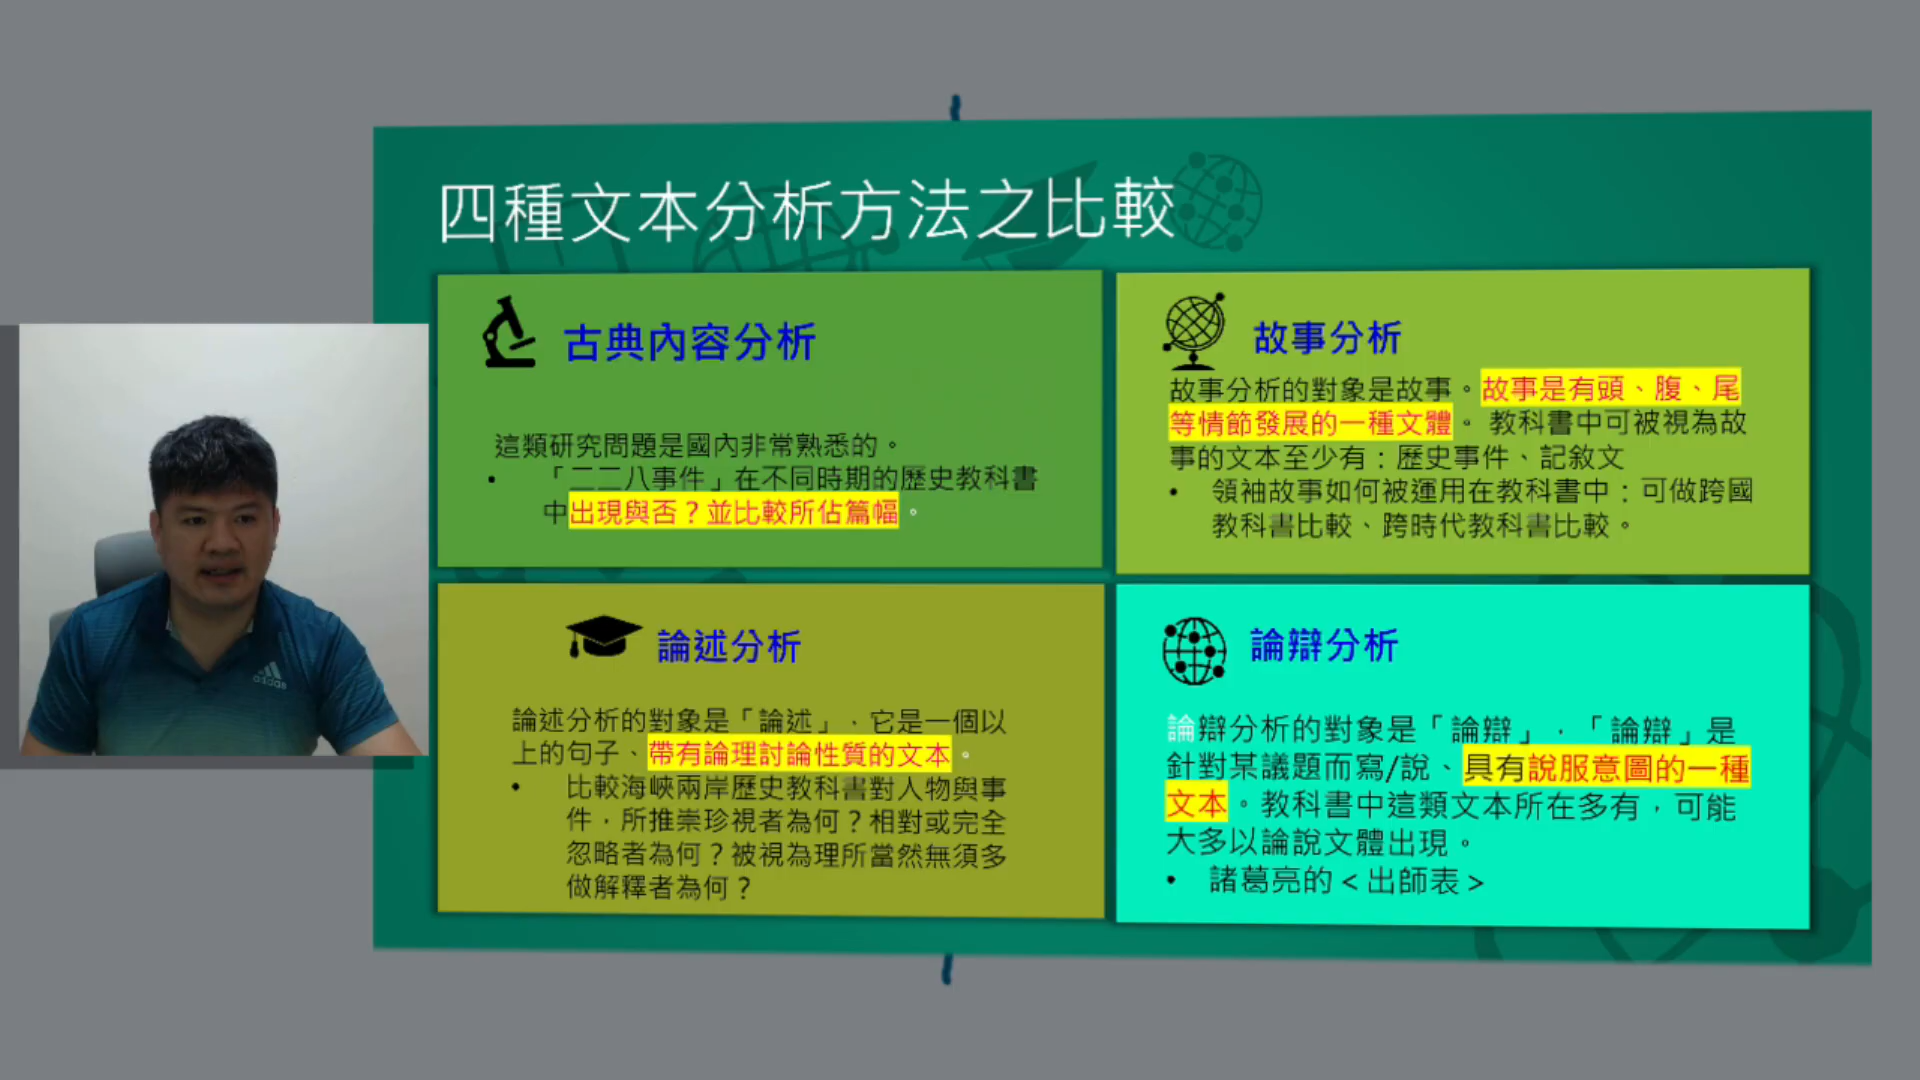 四種文本分析方法之比較
古典內容分析
這類研究問題是國內非常熟悉的。
• 「二二八事件」在不同時期的歷史教科書
中出現與否？並比較所佔篇幅。
故事分析
故事分析的對象是故事。故事是有頭、腹、尾
等情節發展的一種文體。教科書中可被視為故
事的文本至少有：歷史事件、記敘文
• 領袖故事如何被運用在教科書中：可做跨國
教科書比較、跨時代教科書比較。
論述分析
論述分析的對象是「論述」，它是一個以
上的句子、帶有論理討論性質的文本。
• 比較海峽兩岸歷史教科書對人物與事
件，所推崇珍視者為何？相對或完全
忽略者為何？被視為理所當然無須多
做解釋者為何？
論辯分析
論辯分析的對象是「論辯」，「論辯」是
針對某議題而寫/說、具有說服意圖的一種
文本。教科書中這類文本所在多有，可能
大多以論說文體出現。
• 諸葛亮的＜出師表＞
adidas